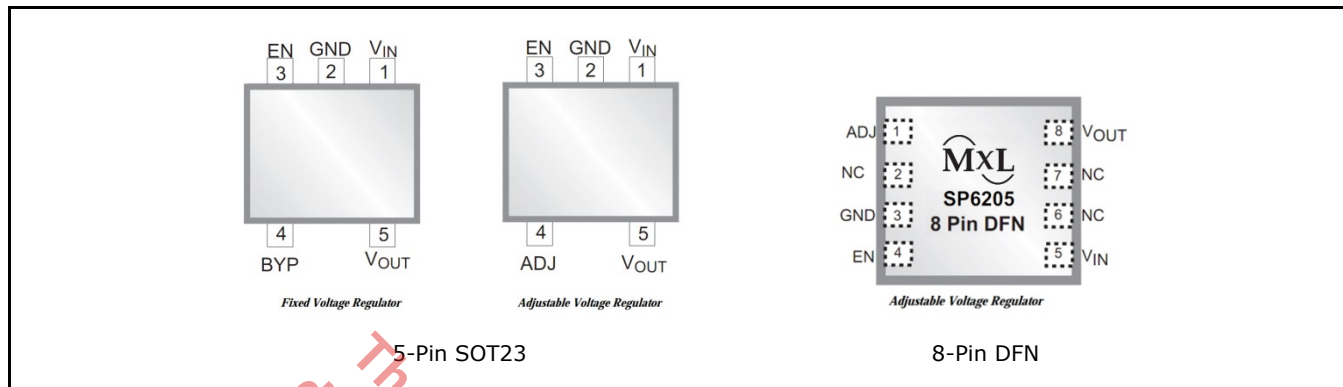 EN GND VIN
3 2 1
4 5
BYP VOUT
Fixed Voltage Regulator
EN GND VIN
3 2 1
4 5
ADJ VOUT
Adjustable Voltage Regulator
5-Pin SOT23
ADJ 1 8 VOUT
NC 2 7 NC
GND 3 6 NC
EN 4 5 VIN
MxL
SP6205
8 Pin DFN
Adjustable Voltage Regulator
8-Pin DFN
Th